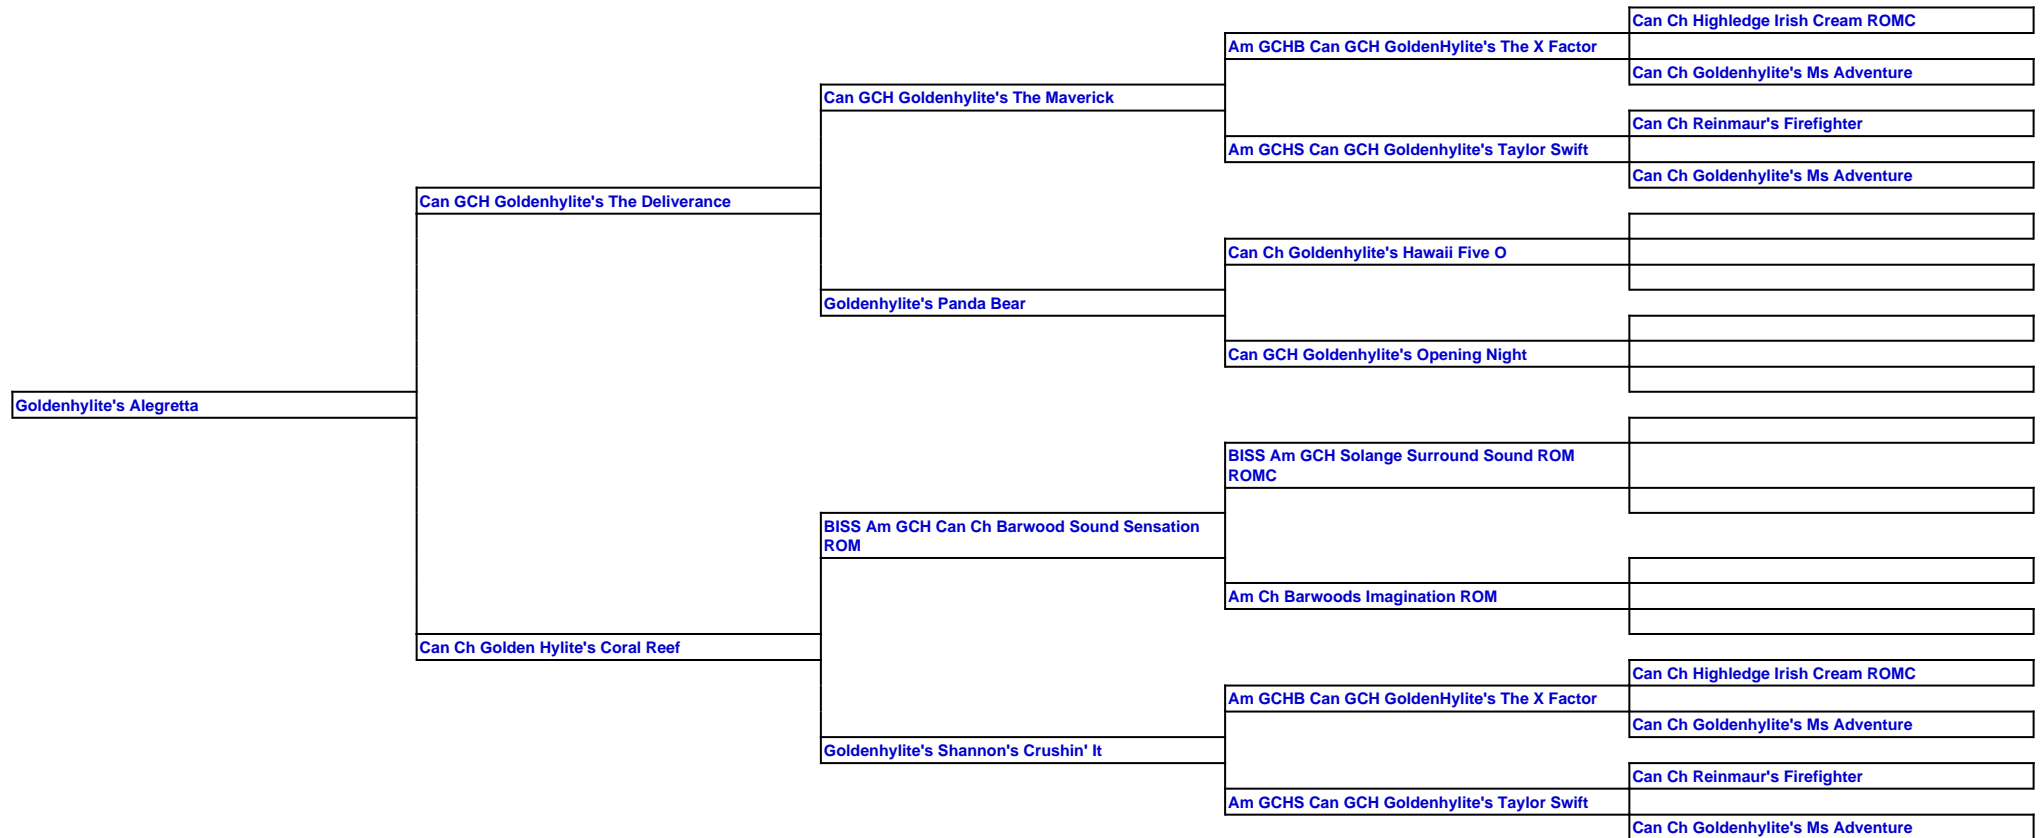 Can Ch Highledge Irish Cream ROMC
Am GCHB Can GCH GoldenHylite's The X Factor
Can Ch Goldenhylite's Ms Adventure
Can GCH Goldenhylite's The Maverick
Can Ch Reinmaur's Firefighter
Am GCHS Can GCH Goldenhylite's Taylor Swift
Can Ch Goldenhylite's Ms Adventure
Can GCH Goldenhylite's The Deliverance
Can Ch Goldenhylite's Hawaii Five O
Goldenhylite's Panda Bear
Can GCH Goldenhylite's Opening Night
Goldenhylite's Alegretta
BISS Am GCH Solange Surround Sound ROM
ROMC
BISS Am GCH Can Ch Barwood Sound Sensation
ROM
Am Ch Barwoods Imagination ROM
Can Ch Golden Hylite's Coral Reef
Can Ch Highledge Irish Cream ROMC
Am GCHB Can GCH GoldenHylite's The X Factor
Can Ch Goldenhylite's Ms Adventure
Goldenhylite's Shannon's Crushin' It
Can Ch Reinmaur's Firefighter
Am GCHS Can GCH Goldenhylite's Taylor Swift
Can Ch Goldenhylite's Ms Adventure